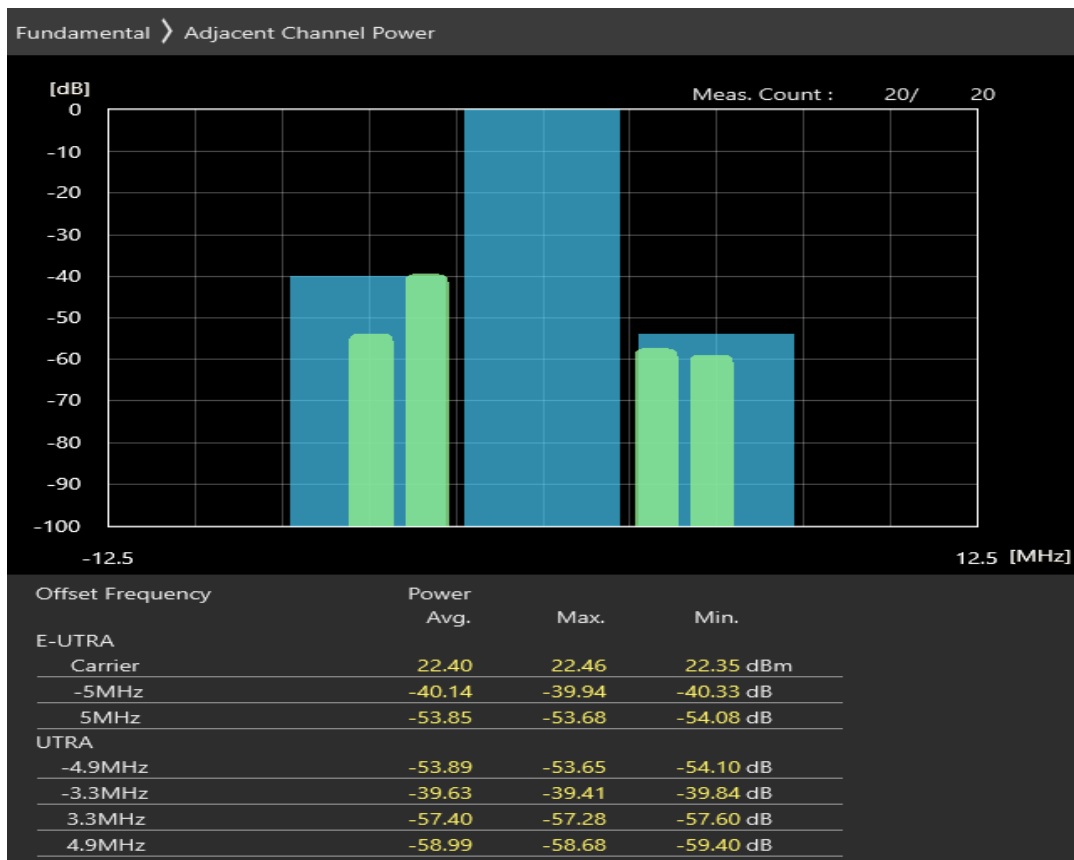 Fundamental 〉 Adjacent Channel Power
[dB]
Meas. Count : 20/ 20
0
-10
-20
-30
-40
-50
-60
-70
-80
-90
-100
-12.5 12.5 [MHz]
Offset Frequency Power
Avg. Max. Min.
E-UTRA
Carrier 22.40 22.46 22.35 dBm
-5MHz -40.14 -39.94 -40.33 dB
5MHz -53.85 -53.68 -54.08 dB
UTRA
-4.9MHz -53.89 -53.65 -54.10 dB
-3.3MHz -39.63 -39.41 -39.84 dB
3.3MHz -57.40 -57.28 -57.60 dB
4.9MHz -58.99 -58.68 -59.40 dB